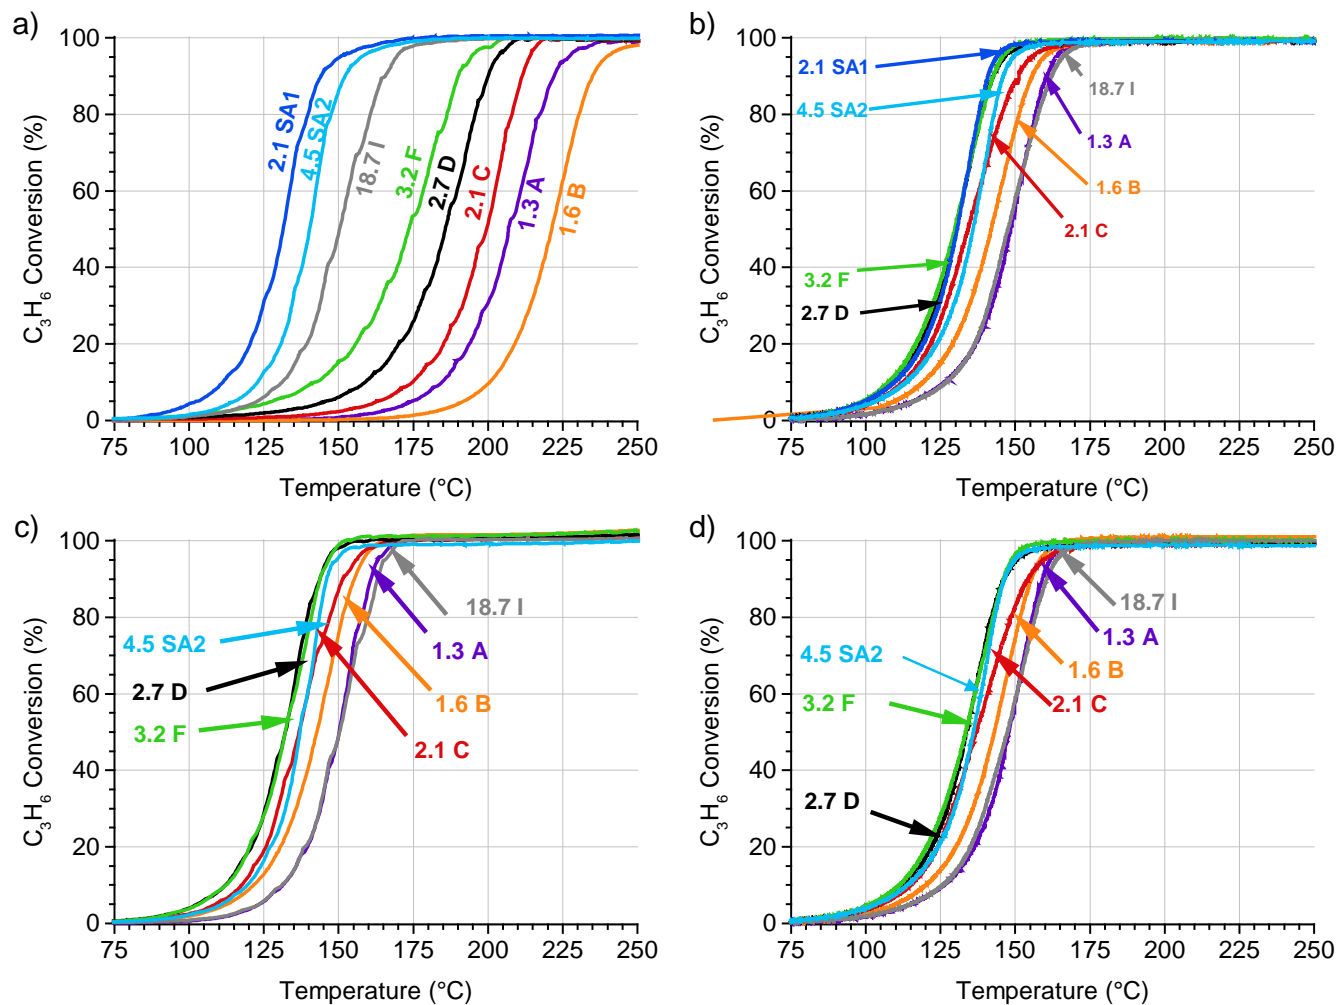 a)
C3H6 Conversion (%)
100
80
60
40
20
0
75
100
125
150
175
200
225
250
Temperature (°C)
2.1 SA1
4.5 SA2
18.7 I
3.2 F
2.7 D
2.1 C
1.3 A
1.6 B
b)
C3H6 Conversion (%)
100
80
60
40
20
0
75
100
125
150
175
200
225
250
Temperature (°C)
2.1 SA1
4.5 SA2
18.7 I
1.3 A
1.6 B
2.1 C
3.2 F
2.7 D
c)
C3H6 Conversion (%)
100
80
60
40
20
0
75
100
125
150
175
200
225
250
Temperature (°C)
4.5 SA2
2.7 D
3.2 F
18.7 I
1.3 A
1.6 B
2.1 C
d)
C3H6 Conversion (%)
100
80
60
40
20
0
75
100
125
150
175
200
225
250
Temperature (°C)
4.5 SA2
3.2 F
2.7 D
18.7 I
1.3 A
1.6 B
2.1 C